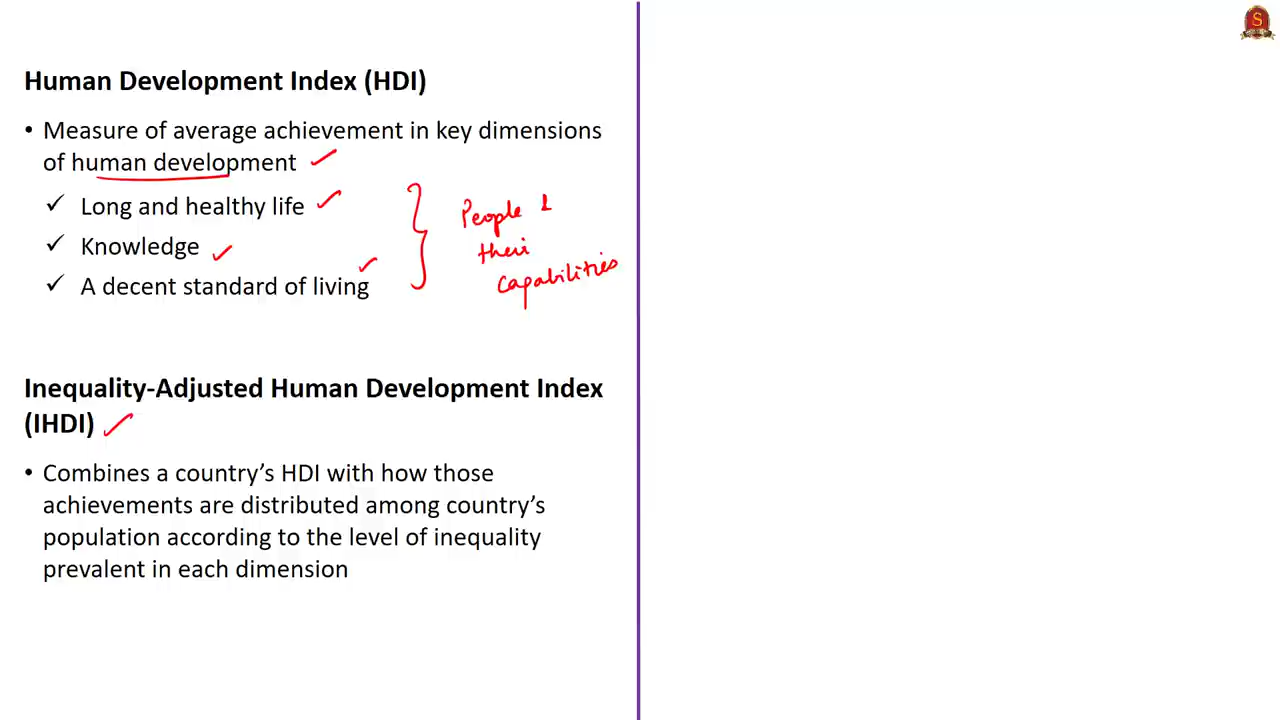 Human Development Index (HDI)
• Measure of average achievement in key dimensions
of human development
✓ Long and healthy life
✓ Knowledge
✓ A decent standard of living
People &
their
Capabilities
Inequality-Adjusted Human Development Index
(IHDI)
• Combines a country’s HDI with how those
achievements are distributed among country’s
population according to the level of inequality
prevalent in each dimension
S